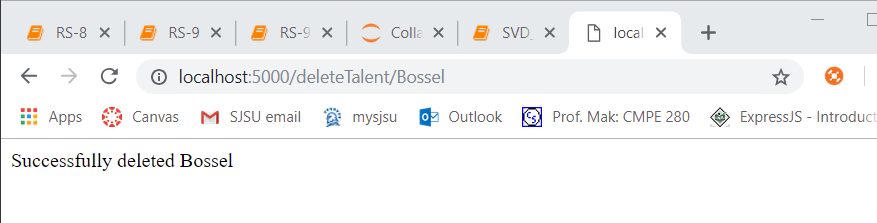 RS-8 RS-9 RS-9 Colla SVD_ local
localhost:5000/deleteTalent/Bossel
Apps Canvas SJSU email mysjsu Outlook Prof. Mak: CMPE 280 ExpressJS - Introduct
Successfully deleted Bossel